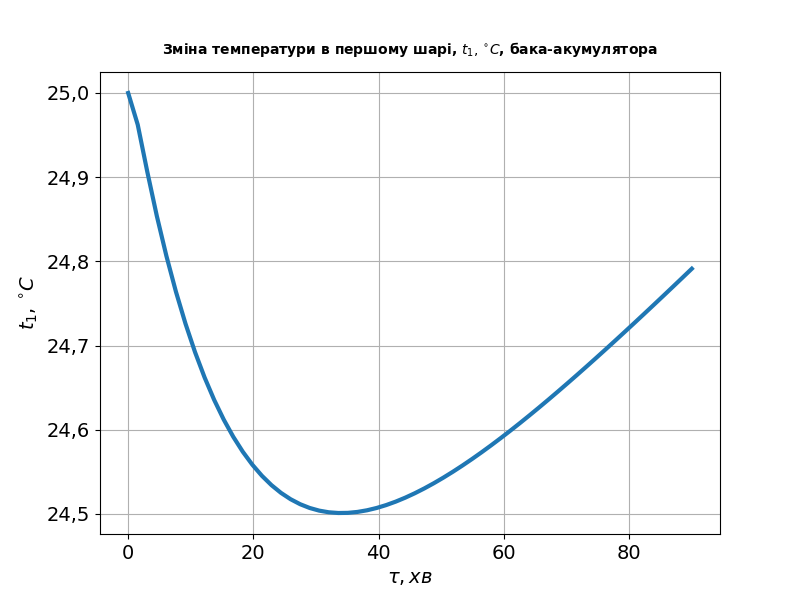 Зміна температури в першому шарі, t₁, °C, бака-акумулятора
25,0
24,9
24,8
24,7
24,6
24,5
t₁, °C
0 20 40 60 80
τ, хв